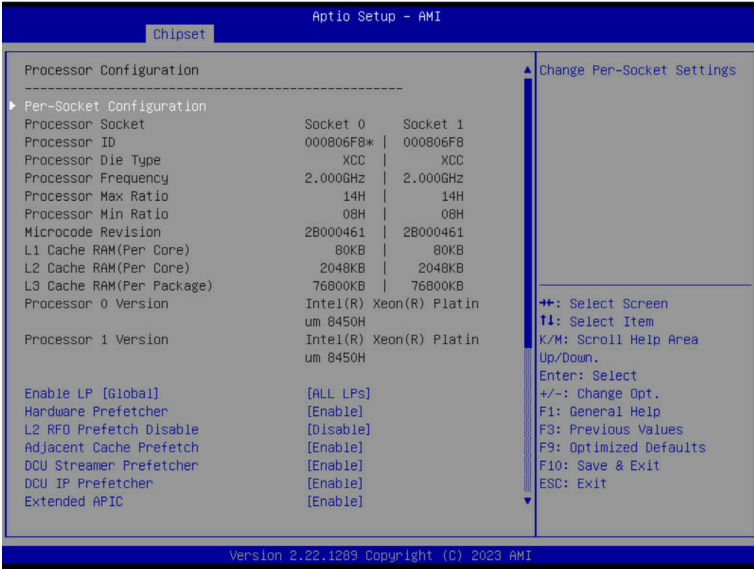 Aptio Setup – AMI
Chipset
Processor Configuration
--------------------------------------------------
Per-Socket Configuration
Processor Socket Socket 0 Socket 1
Processor ID 000806F8* | 000806F8
Processor Die Type XCC | XCC
Processor Frequency 2.000GHz | 2.000GHz
Processor Max Ratio 14H | 14H
Processor Min Ratio 08H | 08H
Microcode Revision 2B000461 | 2B000461
L1 Cache RAM(Per Core) 80KB | 80KB
L2 Cache RAM(Per Core) 2048KB | 2048KB
L3 Cache RAM(Per Package) 76800KB | 76800KB
Processor 0 Version Intel(R) Xeon(R) Platin
um 8450H
Processor 1 Version Intel(R) Xeon(R) Platin
um 8450H
Enable LP [Global] [ALL LPs]
Hardware Prefetcher [Enable]
L2 RFO Prefetch Disable [Disable]
Adjacent Cache Prefetch [Enable]
DCU Streamer Prefetcher [Enable]
DCU IP Prefetcher [Enable]
Extended APIC [Enable]
Change Per-Socket Settings
→←: Select Screen
↑↓: Select Item
K/M: Scroll Help Area
Up/Down.
Enter: Select
+/-: Change Opt.
F1: General Help
F3: Previous Values
F9: Optimized Defaults
F10: Save & Exit
ESC: Exit
Version 2.22.1289 Copyright (C) 2023 AMI